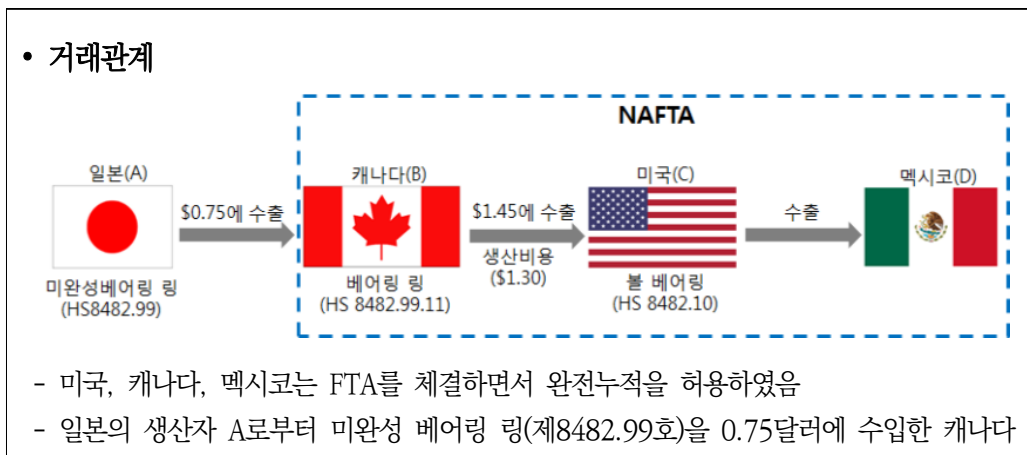 • 거래관계
NAFTA
일본(A)
캐나다(B)
미국(C)
멕시코(D)
$0.75에 수출
$1.45에 수출
수출
생산비용
($1.30)
미완성베어링 링
(HS8482.99)
베어링 링
(HS 8482.99.11)
볼 베어링
(HS 8482.10)
- 미국, 캐나다, 멕시코는 FTA를 체결하면서 완전누적을 허용하였음
- 일본의 생산자 A로부터 미완성 베어링 링(제8482.99호)을 0.75달러에 수입한 캐나다